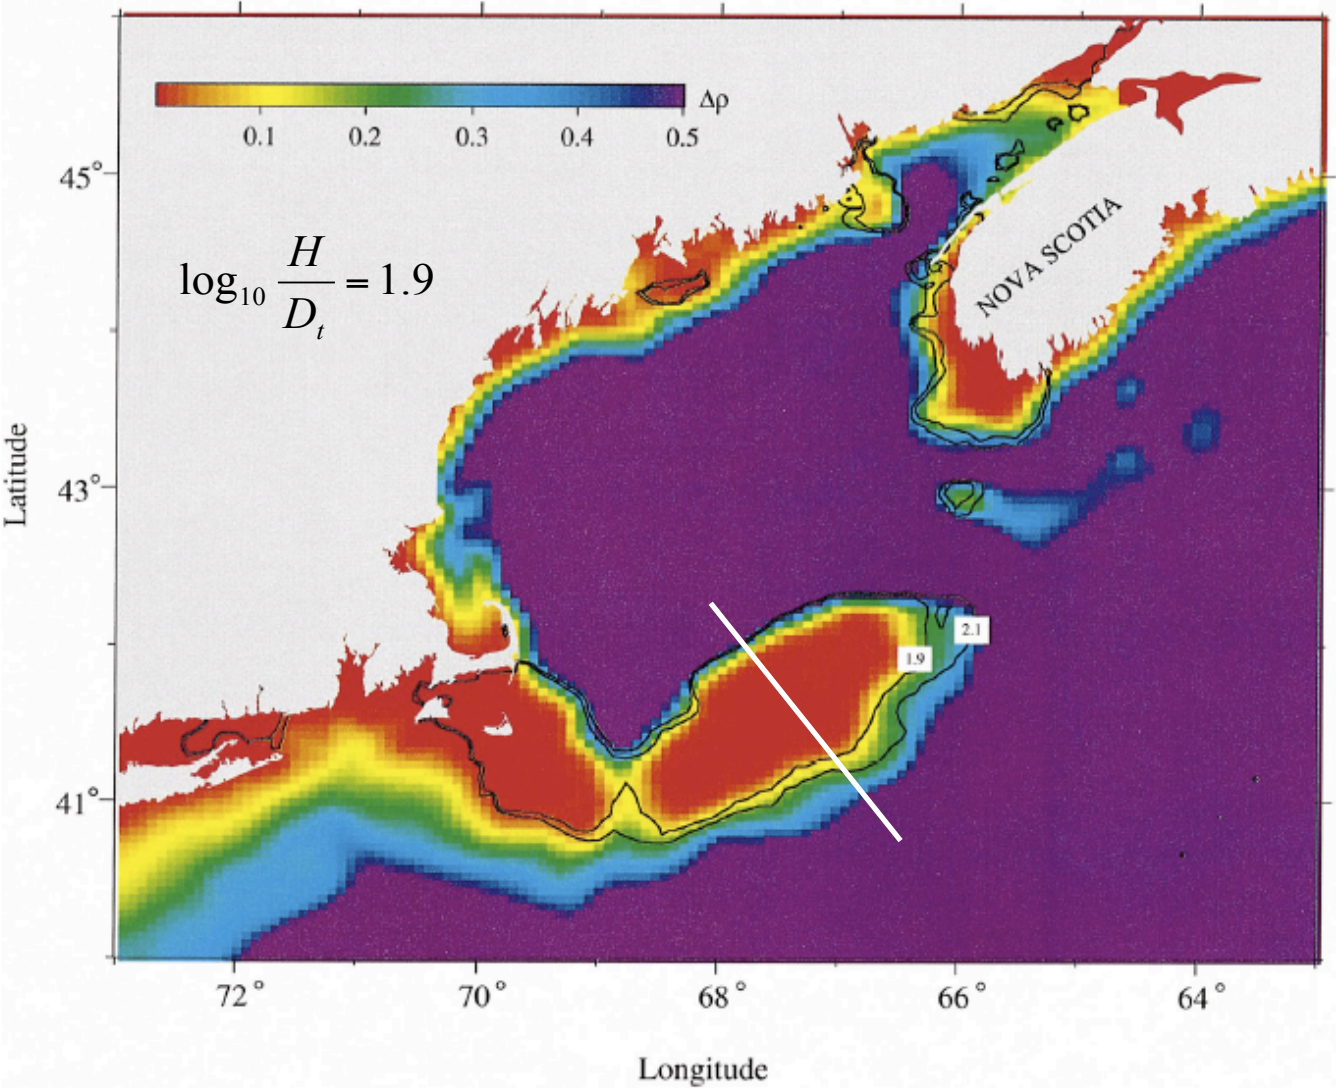 Δρ
0.1 0.2 0.3 0.4 0.5
45°
log₁₀ H/Dₜ = 1.9
NOVA SCOTIA
Latitude
43°
2.1
1.9
41°
72° 70° 68° 66° 64°
Longitude